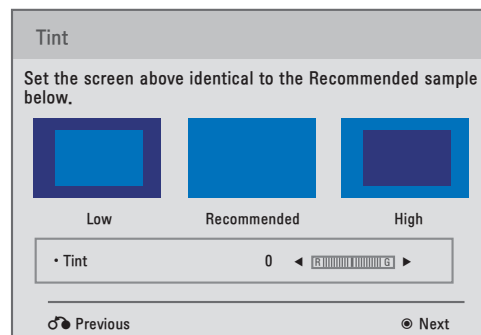 Tint
Set the screen above identical to the Recommended sample
below.
Low Recommended High
• Tint 0 ◀ R G ▶
Previous ◉ Next